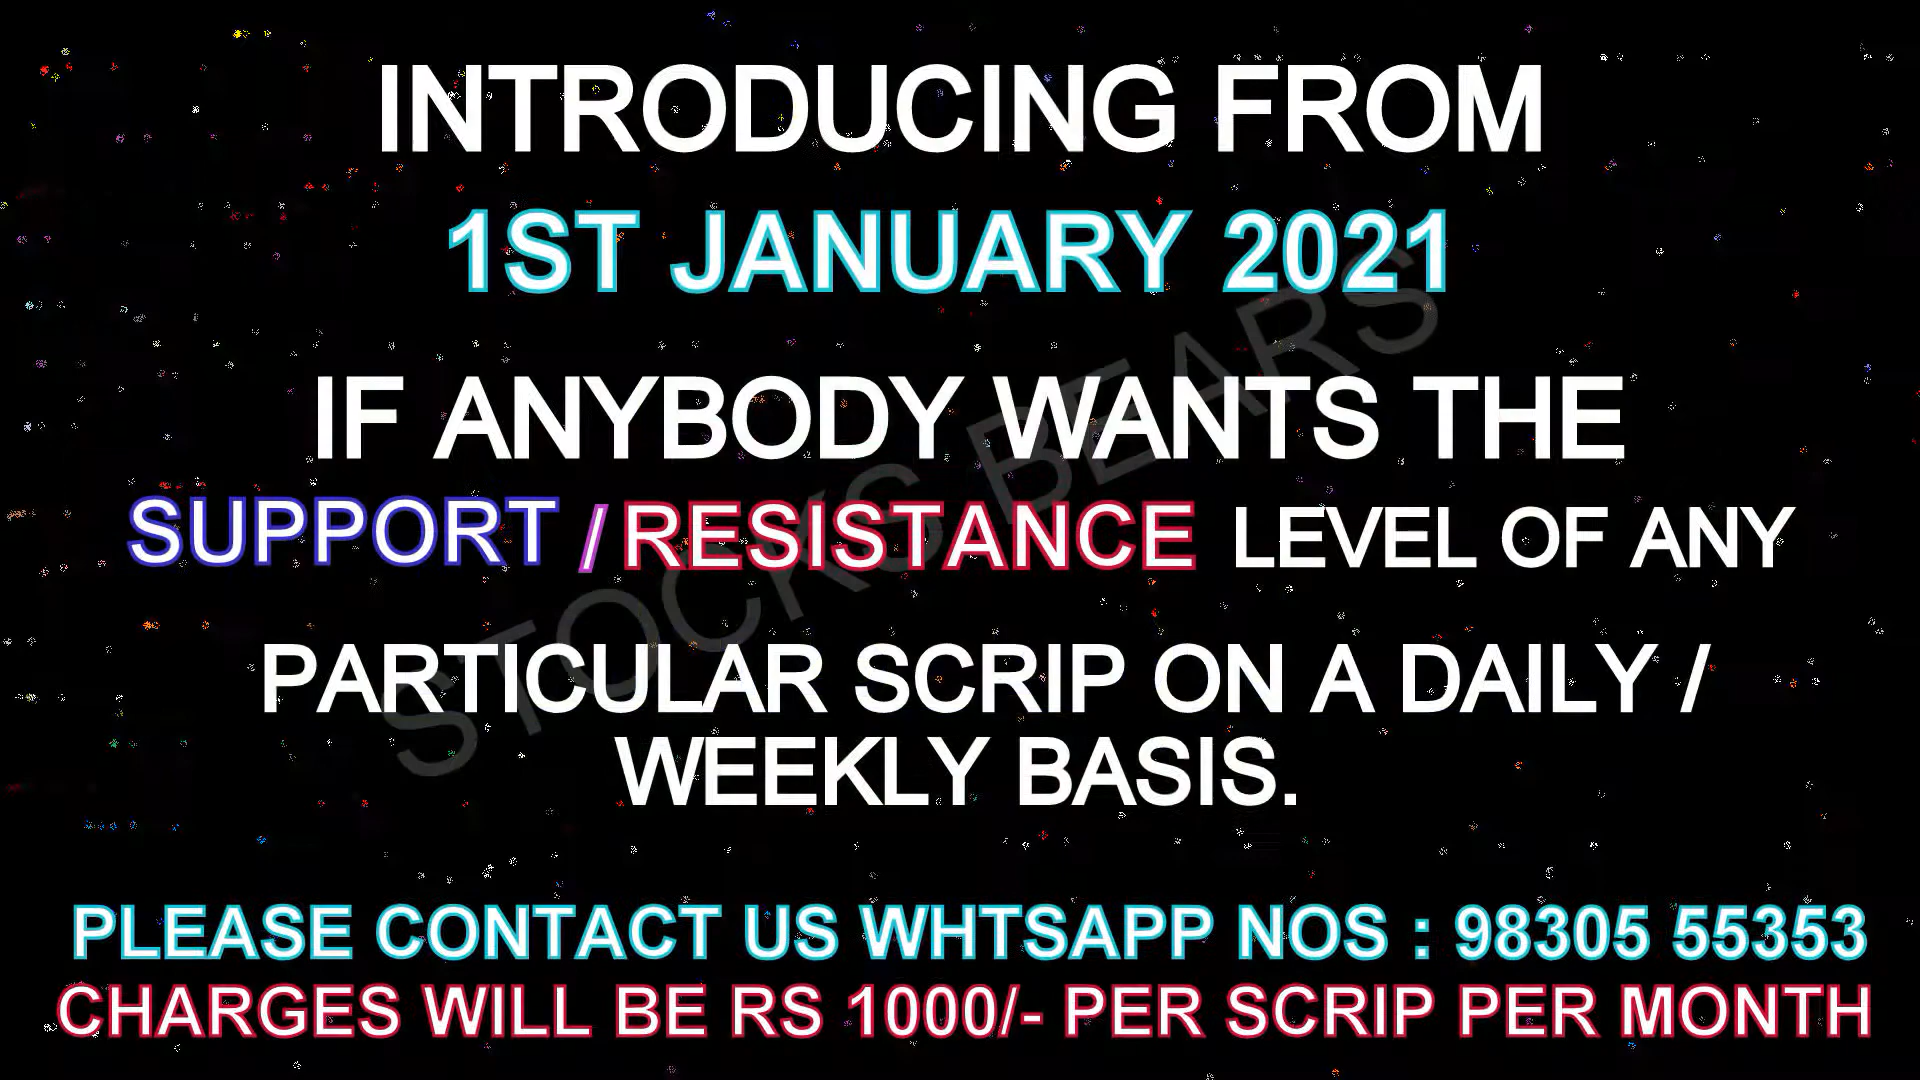 INTRODUCING FROM
1ST JANUARY 2021
IF ANYBODY WANTS THE
SUPPORT / RESISTANCE LEVEL OF ANY
PARTICULAR SCRIP ON A DAILY /
WEEKLY BASIS.
PLEASE CONTACT US WHTSAPP NOS : 98305 55353
CHARGES WILL BE RS 1000/- PER SCRIP PER MONTH
STOCKS BEARS